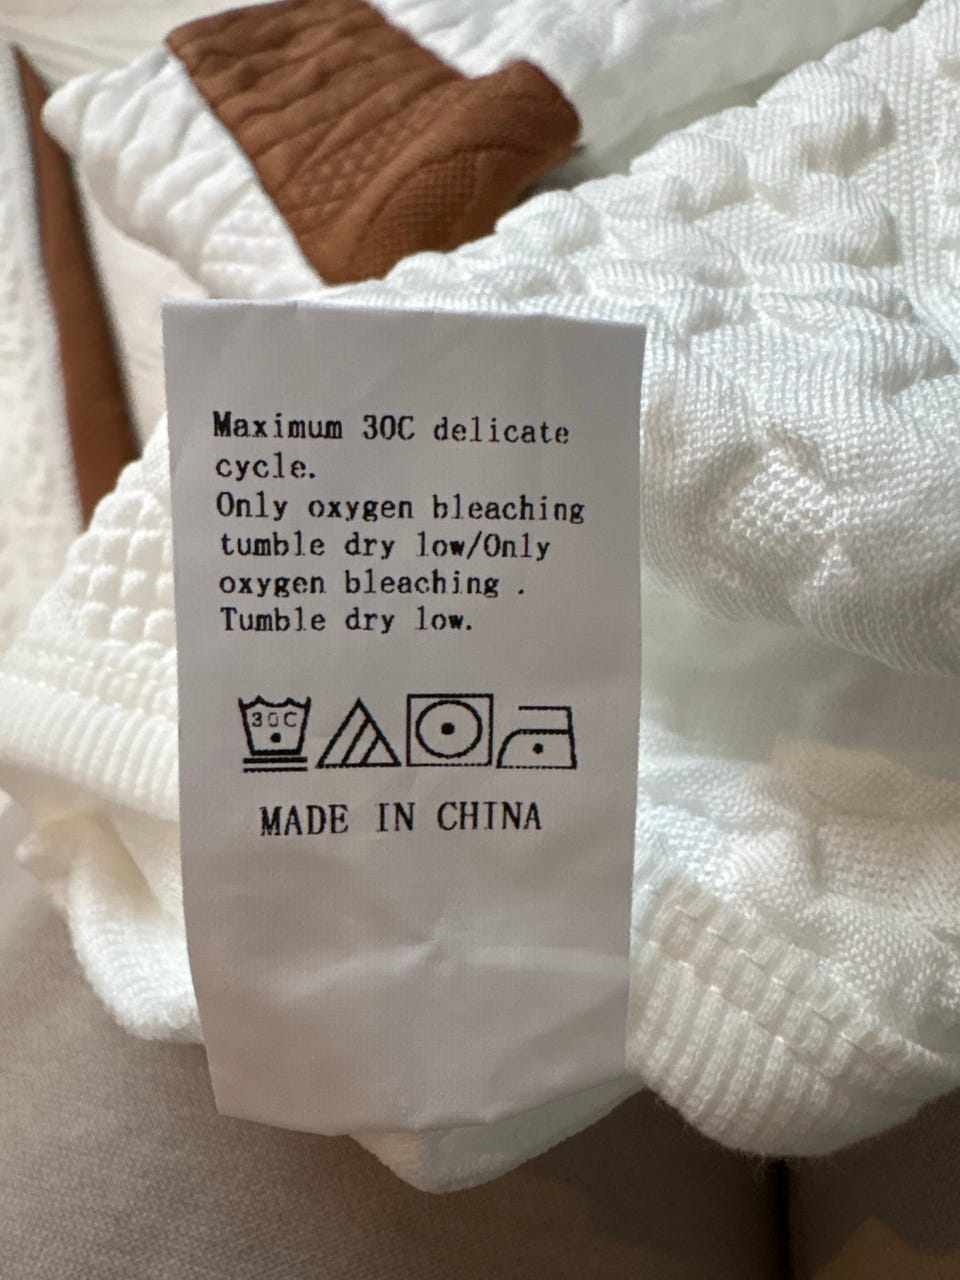 Maximum 30C delicate
cycle.
Only oxygen bleaching
tumble dry low/Only
oxygen bleaching .
Tumble dry low.
30C
MADE IN CHINA